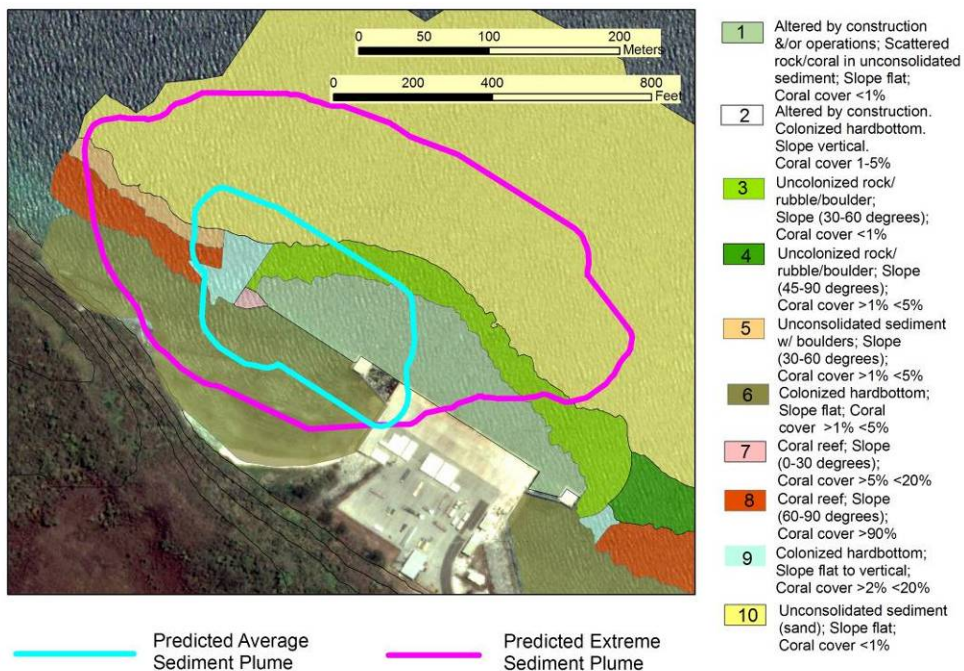 0 50 100 200
Meters
0 200 400 800
Feet
1 Altered by construction
&/or operations; Scattered
rock/coral in unconsolidated
sediment; Slope flat;
Coral cover <1%
2 Altered by construction.
Colonized hardbottom.
Slope vertical.
Coral cover 1-5%
3 Uncolonized rock/
rubble/boulder;
Slope (30-60 degrees);
Coral cover <1%
4 Uncolonized rock/
rubble/boulder; Slope
(45-90 degrees);
Coral cover >1% <5%
5 Unconsolidated sediment
w/ boulders; Slope
(30-60 degrees);
Coral cover >1% <5%
6 Colonized hardbottom;
Slope flat; Coral
cover >1% <5%
7 Coral reef; Slope
(0-30 degrees);
Coral cover >5% <20%
8 Coral reef; Slope
(60-90 degrees);
Coral cover >90%
9 Colonized hardbottom;
Slope flat to vertical;
Coral cover >2% <20%
10 Unconsolidated sediment
(sand); Slope flat;
Coral cover <1%
Predicted Average
Sediment Plume
Predicted Extreme
Sediment Plume